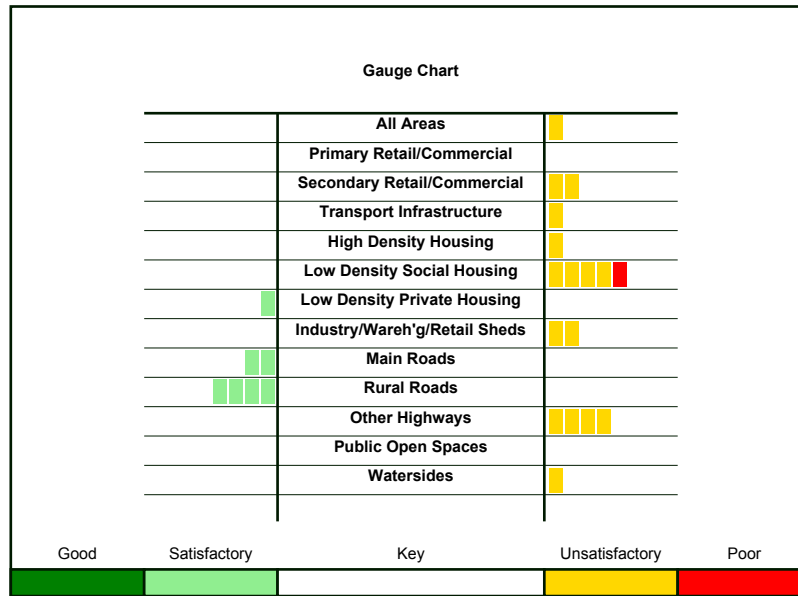 Gauge Chart
All Areas
Primary Retail/Commercial
Secondary Retail/Commercial
Transport Infrastructure
High Density Housing
Low Density Social Housing
Low Density Private Housing
Industry/Wareh'g/Retail Sheds
Main Roads
Rural Roads
Other Highways
Public Open Spaces
Watersides
Good Satisfactory Key Unsatisfactory Poor